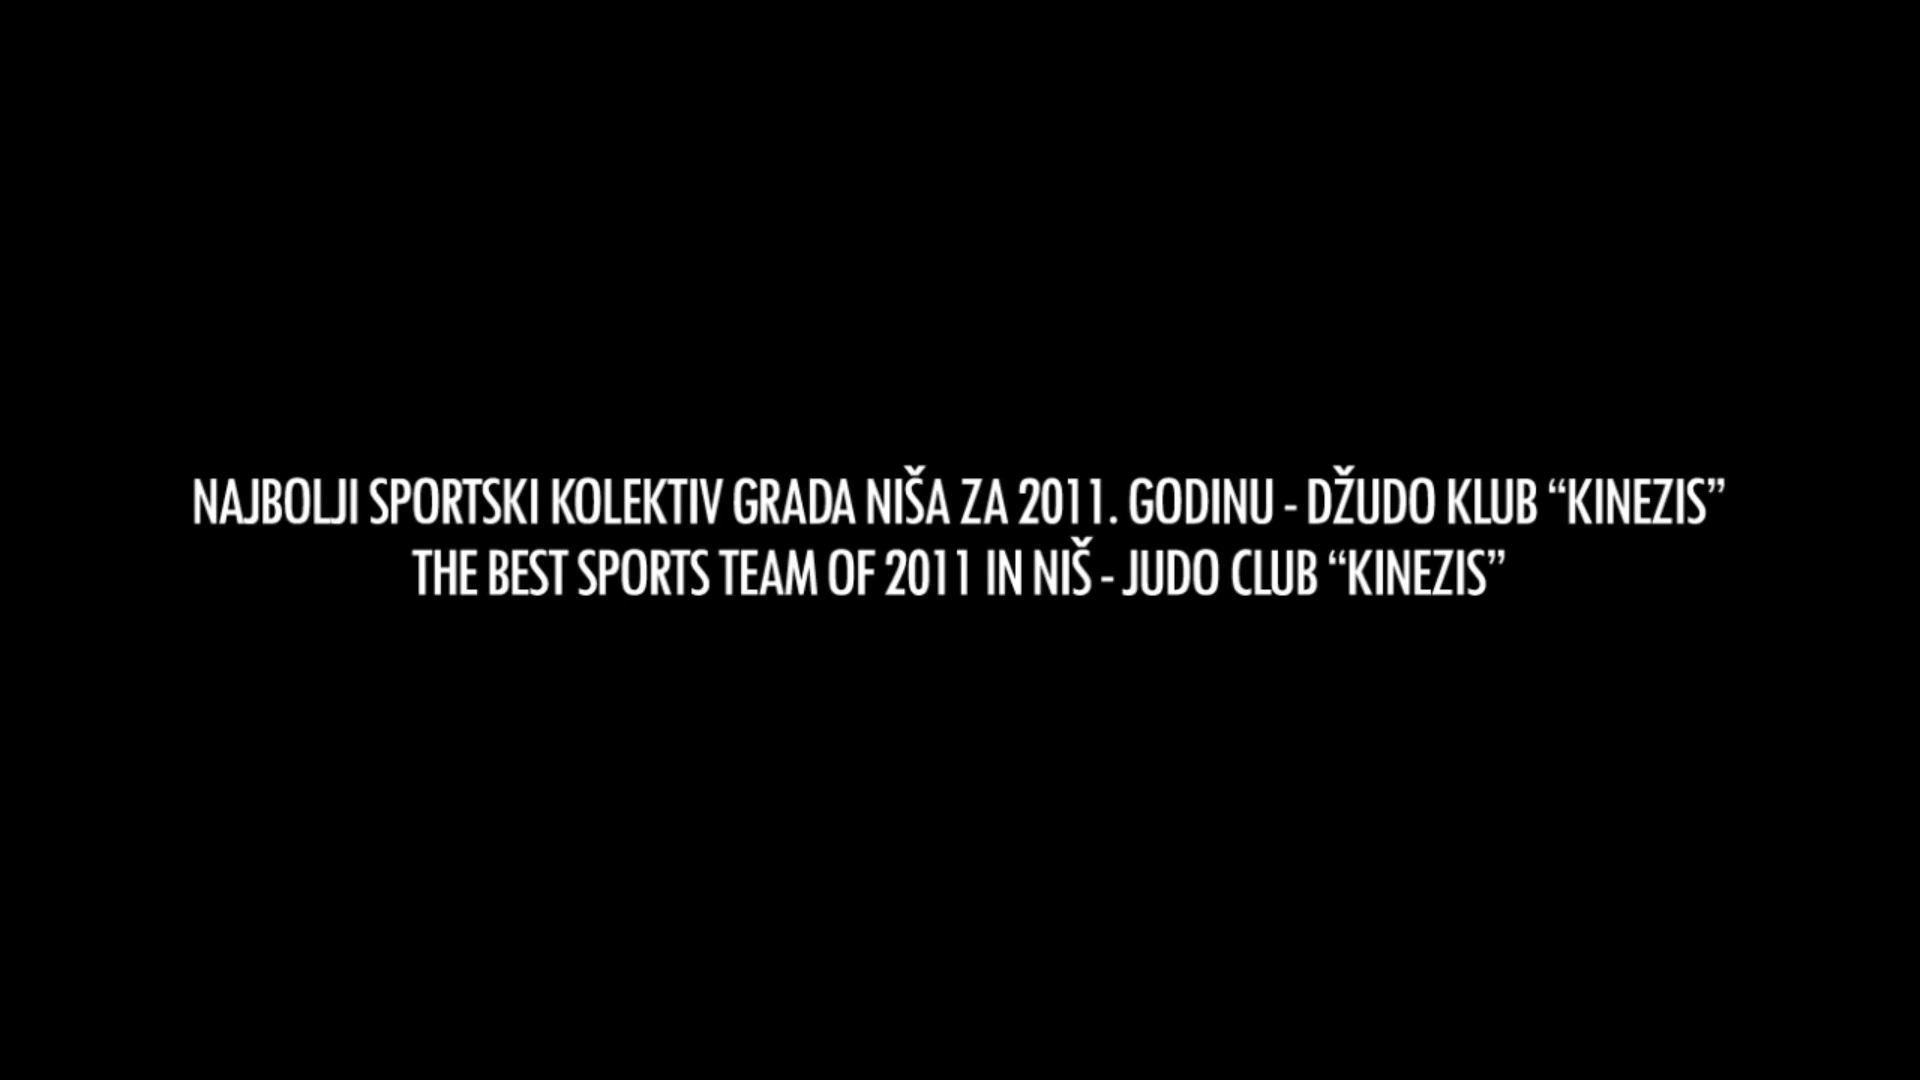 NAJBOLJI SPORTSKI KOLEKTIV GRADA NIŠA ZA 2011. GODINU - DŽUDO KLUB “KINEZIS”
THE BEST SPORTS TEAM OF 2011 IN NIŠ - JUDO CLUB “KINEZIS”